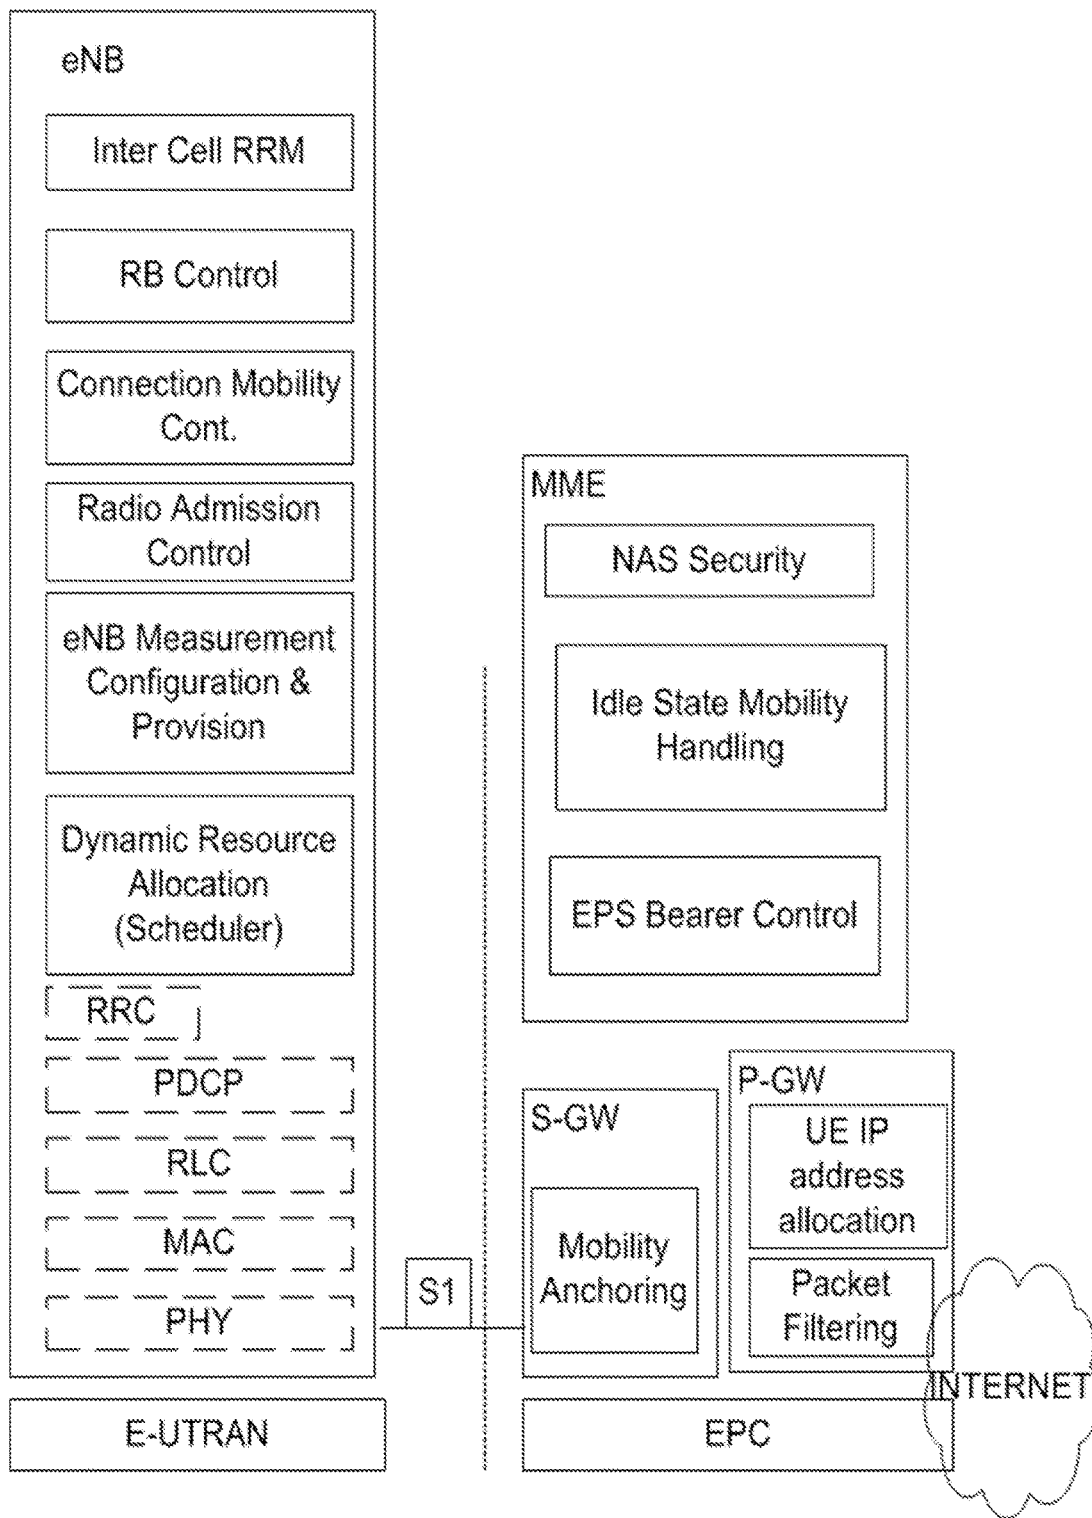 eNB
Inter Cell RRM
RB Control
Connection Mobility
Cont.
Radio Admission
Control
eNB Measurement
Configuration &
Provision
Dynamic Resource
Allocation
(Scheduler)
RRC
PDCP
RLC
MAC
PHY
E-UTRAN
S1
MME
NAS Security
Idle State Mobility
Handling
EPS Bearer Control
S-GW
Mobility
Anchoring
P-GW
UE IP
address
allocation
Packet
Filtering
EPC
INTERNET